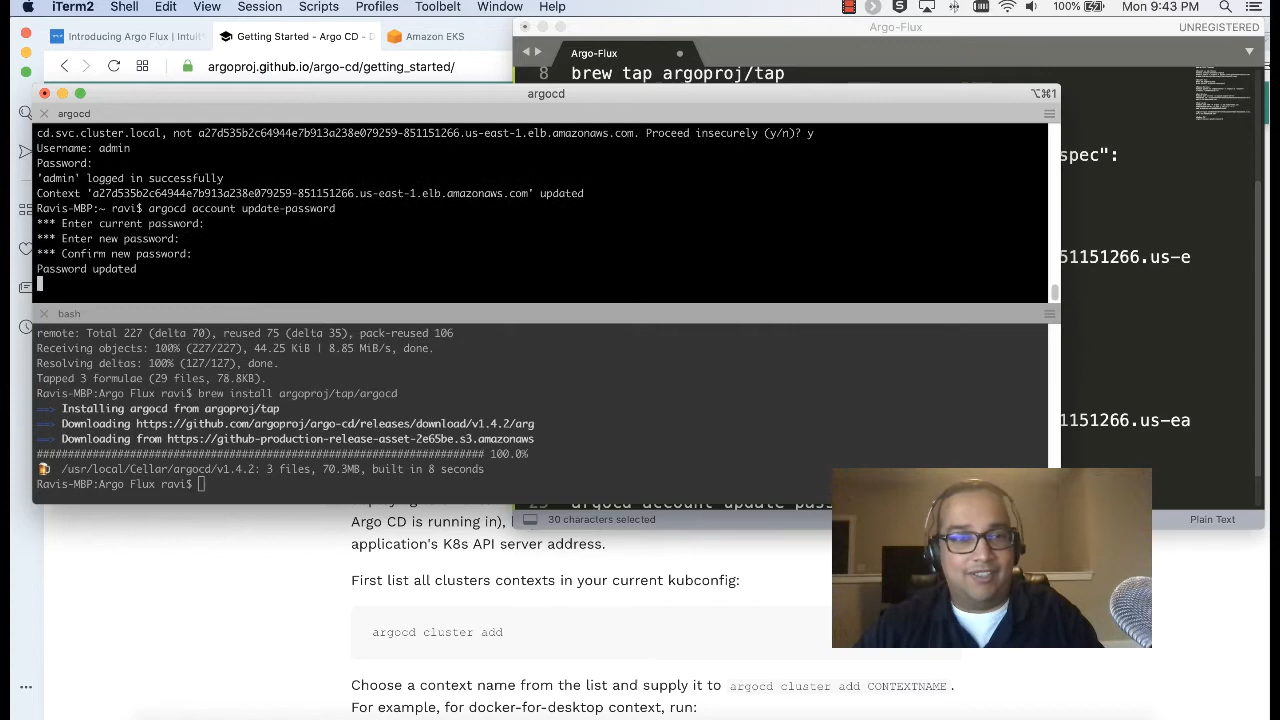 iTerm2 Shell Edit View Session Scripts Profiles Toolbelt Window Help
100% Mon 9:43 PM
Introducing Argo Flux | Intuit
Getting Started - Argo CD - D
Amazon EKS
argoproj.github.io/argo-cd/getting_started/
Argo-Flux
UNREGISTERED
Argo-Flux
8 brew tap argoproj/tap
spec":
51151266.us-e
1151266.us-ea
30 characters selected
Plain Text
argocd
⌥⌘1
argocd
cd.svc.cluster.local, not a27d535b2c64944e7b913a238e079259-851151266.us-east-1.elb.amazonaws.com. Proceed insecurely (y/n)? y
Username: admin
Password:
'admin' logged in successfully
Context 'a27d535b2c64944e7b913a238e079259-851151266.us-east-1.elb.amazonaws.com' updated
Ravis-MBP:~ ravi$ argocd account update-password
*** Enter current password:
*** Enter new password:
*** Confirm new password:
Password updated
bash
remote: Total 227 (delta 70), reused 75 (delta 35), pack-reused 106
Receiving objects: 100% (227/227), 44.25 KiB | 8.85 MiB/s, done.
Resolving deltas: 100% (127/127), done.
Tapped 3 formulae (29 files, 78.8KB).
Ravis-MBP:Argo Flux ravi$ brew install argoproj/tap/argocd
==> Installing argocd from argoproj/tap
==> Downloading https://github.com/argoproj/argo-cd/releases/download/v1.4.2/arg
==> Downloading from https://github-production-release-asset-2e65be.s3.amazonaws
######################################################################## 100.0%
🍺 /usr/local/Cellar/argocd/v1.4.2: 3 files, 70.3MB, built in 8 seconds
Ravis-MBP:Argo Flux ravi$
Argo CD is running in),
application's K8s API server address.
First list all clusters contexts in your current kubconfig:
argocd cluster add
Choose a context name from the list and supply it to argocd cluster add CONTEXTNAME.
For example, for docker-for-desktop context, run: